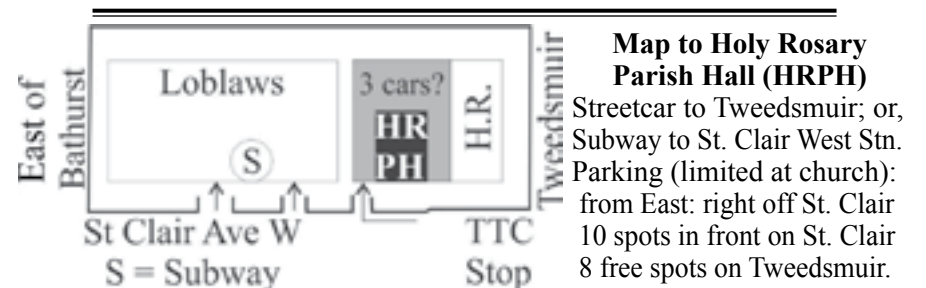 East of
Bathurst
Loblaws
S
3 cars?
HR
PH
H.R.
Tweedsmuir
St Clair Ave W
S = Subway
TTC
Stop
Map to Holy Rosary
Parish Hall (HRPH)
Streetcar to Tweedsmuir; or,
Subway to St. Clair West Stn.
Parking (limited at church):
from East: right off St. Clair
10 spots in front on St. Clair
8 free spots on Tweedsmuir.